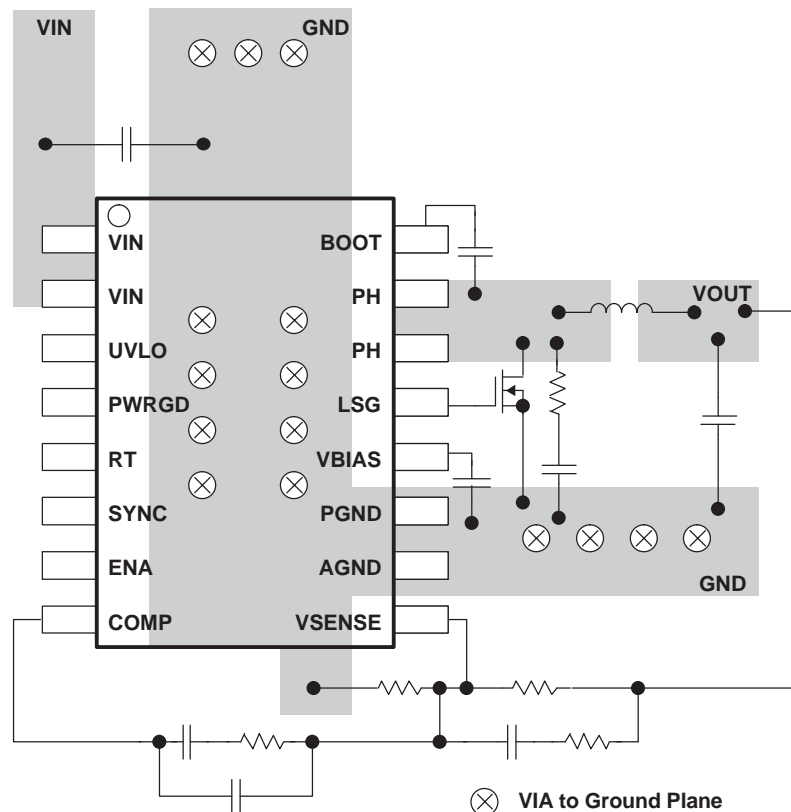 VIN GND
VIN BOOT
VIN PH
UVLO PH
PWRGD LSG
RT VBIAS
SYNC PGND
ENA AGND
COMP VSENSE
VOUT
GND
VIA to Ground Plane